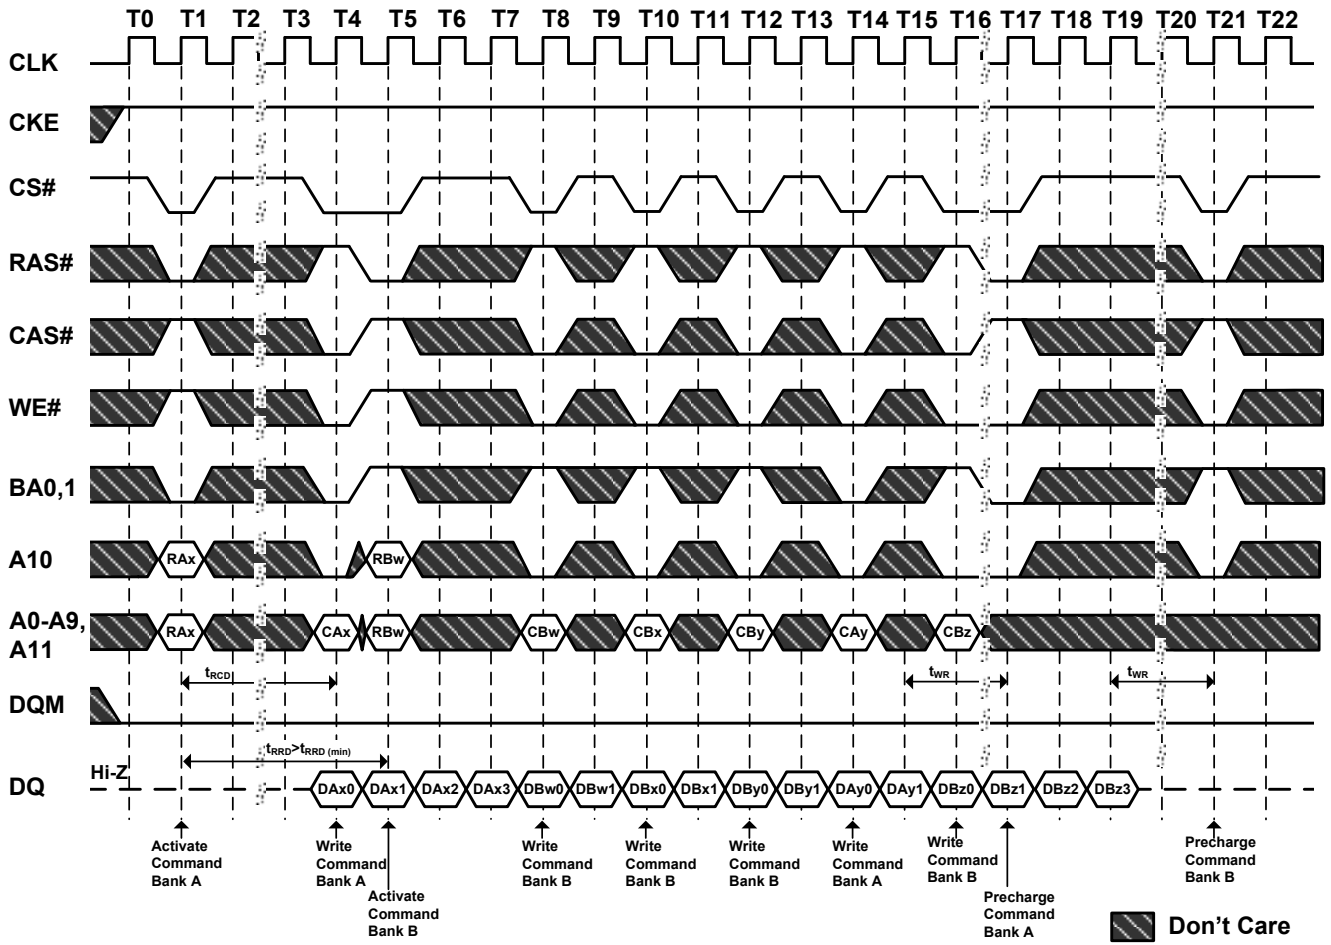 T0 T1 T2 T3 T4 T5 T6 T7 T8 T9 T10 T11 T12 T13 T14 T15 T16 T17 T18 T19 T20 T21 T22
CLK
CKE
CS#
RAS#
CAS#
WE#
BA0,1
A10
RAx RBw
A0-A9,
A11
RAx CAx RBw CBw CBx CBy CAy CBz
tRCD tWR tWR
DQM
tRRD>tRRD (min)
Hi-Z
DQ
DAx0 DAx1 DAx2 DAx3 DBw0 DBw1 DBx0 DBx1 DBy0 DBy1 DAy0 DAy1 DBz0 DBz1 DBz2 DBz3
Activate
Command
Bank A
Write
Command
Bank A
Activate
Command
Bank B
Write
Command
Bank B
Write
Command
Bank B
Write
Command
Bank B
Write
Command
Bank A
Write
Command
Bank B
Precharge
Command
Bank A
Precharge
Command
Bank B
Don't Care